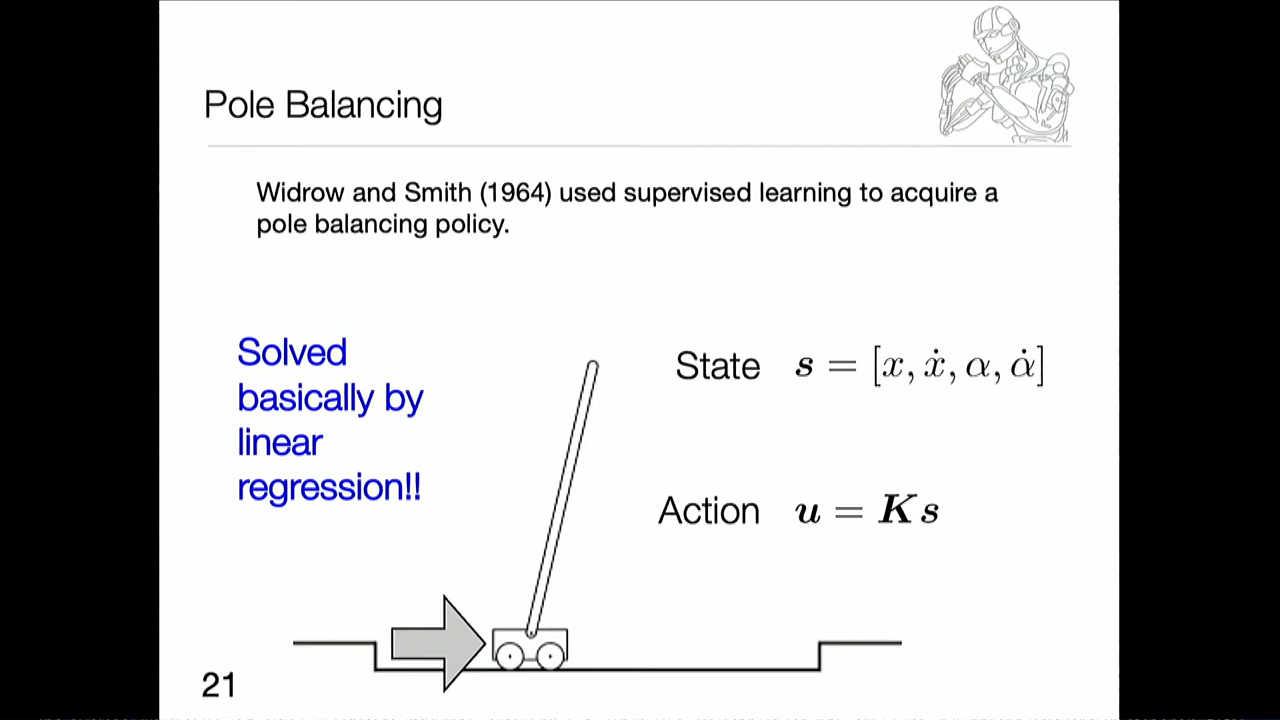 Pole Balancing
Widrow and Smith (1964) used supervised learning to acquire a
pole balancing policy.
Solved
basically by
linear
regression!!
State s = [x, ẋ, α, α̇]
Action u = Ks
21